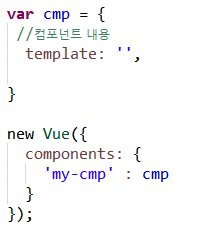 var cmp = {
//컴포넌트 내용
template: '',
}
new Vue({
components: {
'my-cmp' : cmp
}
});